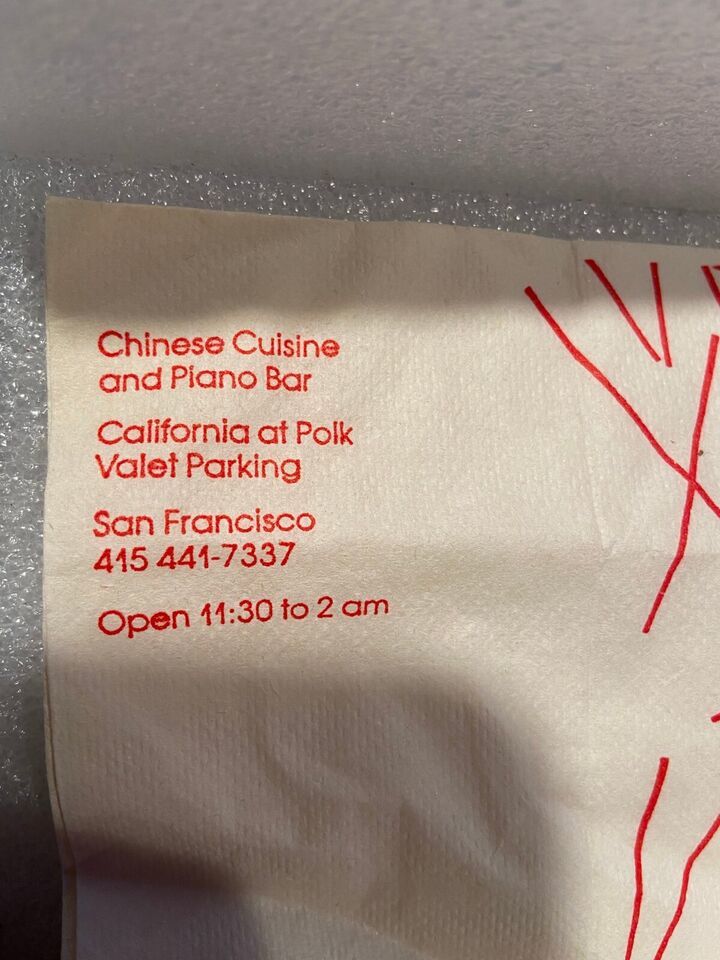 Chinese Cuisine
and Piano Bar
California at Polk
Valet Parking
San Francisco
415 441-7337
Open 11:30 to 2 am